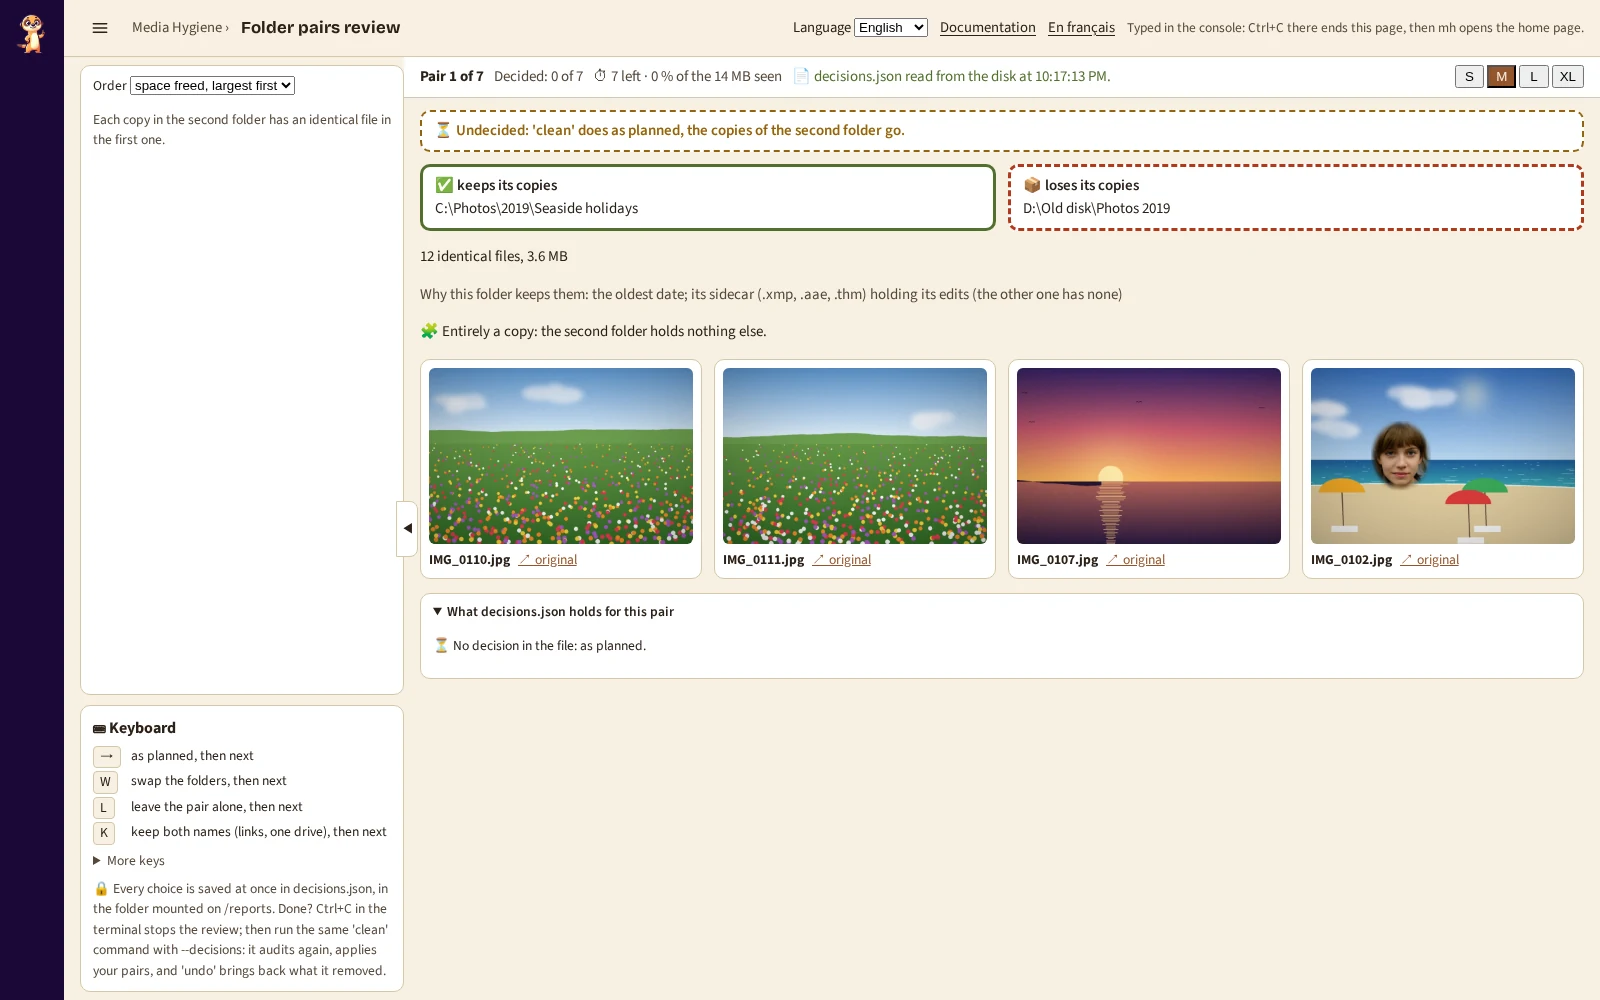 Media Hygiene › Folder pairs review
Language English Documentation En français Typed in the console: Ctrl+C there ends this page, then mh opens the home page.
Order space freed, largest first
Each copy in the second folder has an identical file in
the first one.
Pair 1 of 7 Decided: 0 of 7 ⏱ 7 left · 0 % of the 14 MB seen 📄 decisions.json read from the disk at 10:17:13 PM.
S M L XL
⏳ Undecided: 'clean' does as planned, the copies of the second folder go.
✅ keeps its copies
C:\Photos\2019\Seaside holidays
📦 loses its copies
D:\Old disk\Photos 2019
12 identical files, 3.6 MB
Why this folder keeps them: the oldest date; its sidecar (.xmp, .aae, .thm) holding its edits (the other one has none)
🧩 Entirely a copy: the second folder holds nothing else.
IMG_0110.jpg ↗ original
IMG_0111.jpg ↗ original
IMG_0107.jpg ↗ original
IMG_0102.jpg ↗ original
▼ What decisions.json holds for this pair
⏳ No decision in the file: as planned.
⌨ Keyboard
→ as planned, then next
W swap the folders, then next
L leave the pair alone, then next
K keep both names (links, one drive), then next
▶ More keys
🔒 Every choice is saved at once in decisions.json, in
the folder mounted on /reports. Done? Ctrl+C in the
terminal stops the review; then run the same 'clean'
command with --decisions: it audits again, applies
your pairs, and 'undo' brings back what it removed.